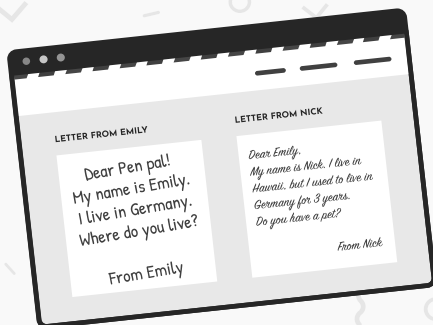 LETTER FROM EMILY
Dear Pen pal!
My name is Emily.
I live in Germany.
Where do you live?
From Emily
LETTER FROM NICK
Dear Emily,
My name is Nick. I live in
Hawaii, but I used to live in
Germany for 3 years.
Do you have a pet?
From Nick